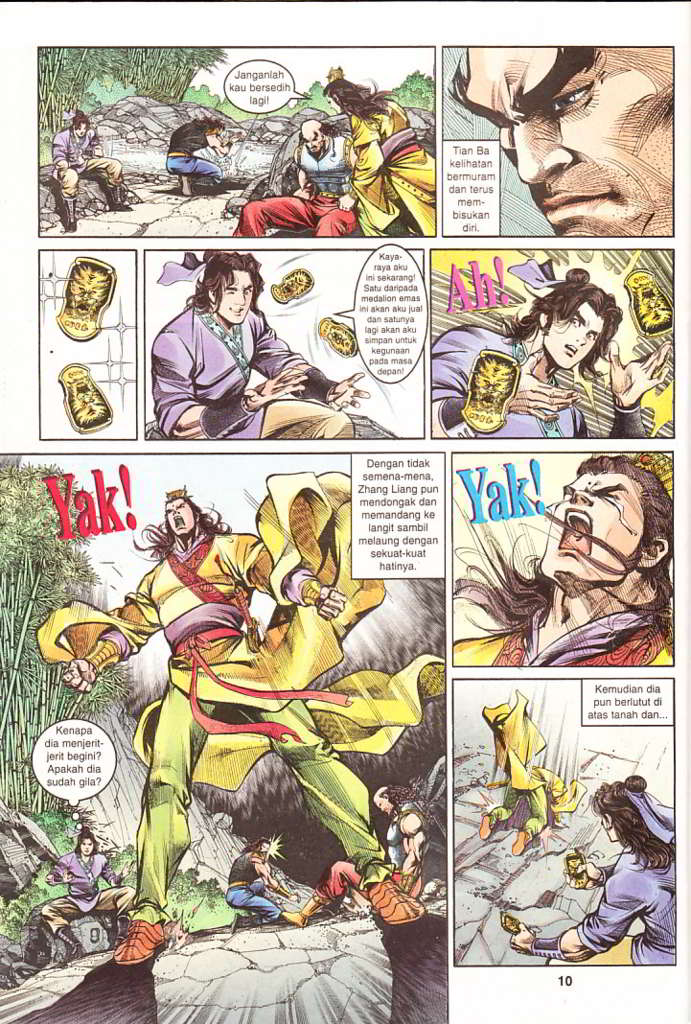 Janganlah
kau bersedih
lagi!
Tian Ba
kelihatan
bermuram
dan terus
mem-
bisukan
diri.
Kaya-
raya aku
ini sekarang!
Satu daripada
medalion emas
ini akan aku jual
dan satunya
lagi akan aku
simpan untuk
kegunaan
pada masa
depan!
Ah!
Yak!
Dengan tidak
semena-mena,
Zhang Liang pun
mendongak dan
memandang ke
langit sambil
melaung dengan
sekuat-kuat
hatinya.
Kenapa
dia menjerit-
jerit begini?
Apakah dia
sudah gila?
Yak!
Kemudian dia
pun berlutut di
atas tanah dan...
10